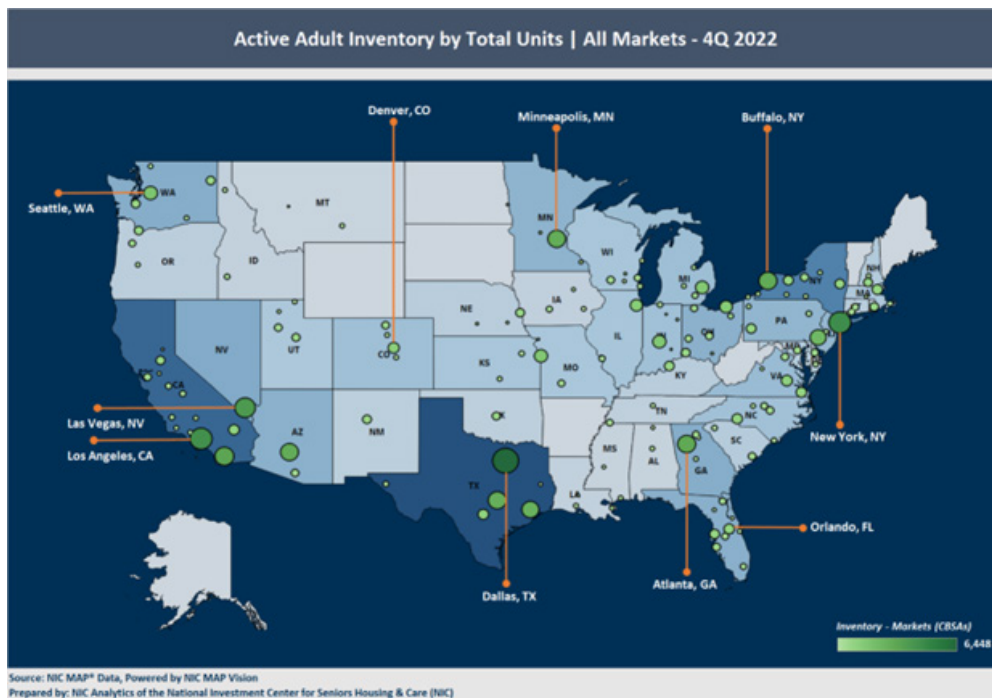 Active Adult Inventory by Total Units | All Markets - 4Q 2022
Denver, CO
Minneapolis, MN
Buffalo, NY
Seattle, WA
WA
MT
MN
OR
ID
WI
MI
NY
NH
MA
IA
NE
PA
NV
UT
CO
IL
IN
OH
KS
MO
KY
VA
CA
Las Vegas, NV
Los Angeles, CA
AZ
NM
TN
NC
New York, NY
MS
AL
GA
SC
TX
LA
Orlando, FL
Dallas, TX
Atlanta, GA
Inventory - Markets (CBSAs)
6,448
Source: NIC MAP® Data, Powered by NIC MAP Vision
Prepared by: NIC Analytics of the National Investment Center for Seniors Housing & Care (NIC)